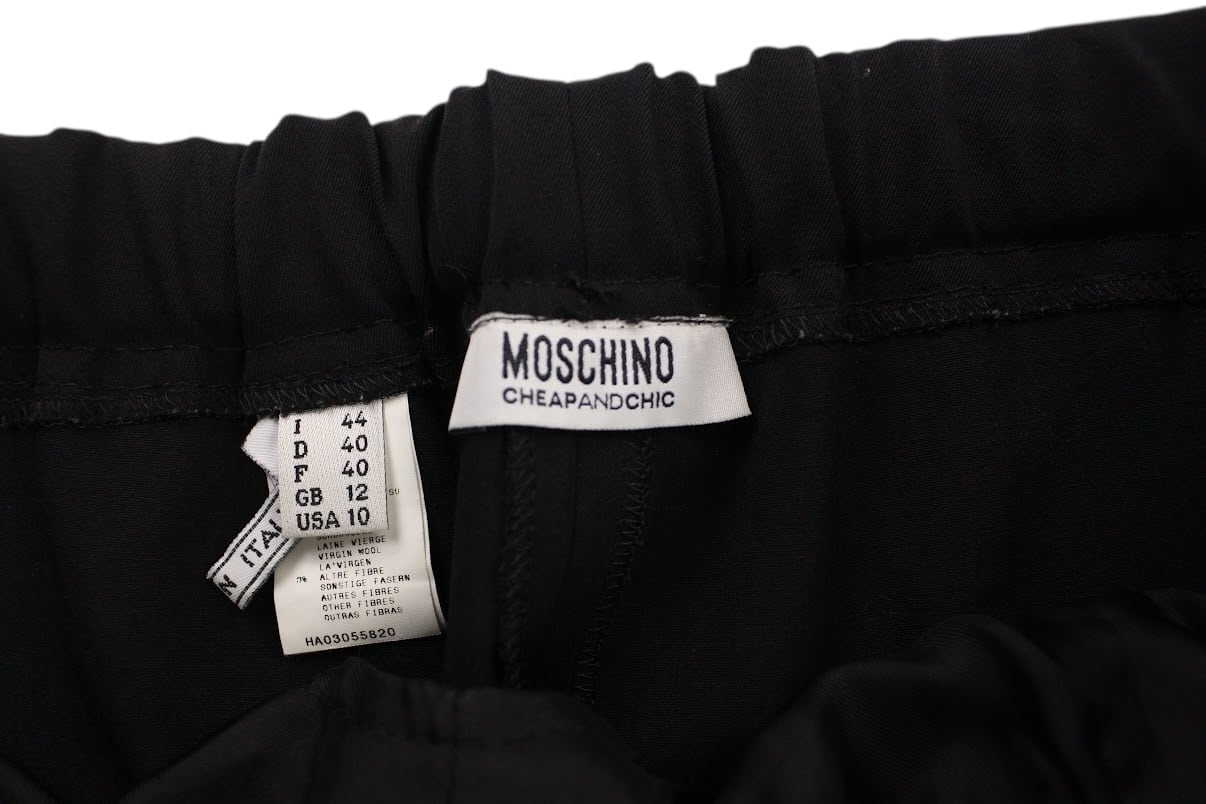 MOSCHINO
CHEAPANDCHIC
I 44
D 40
F 40
GB 12
USA 10
SU
ITAL
LAINE VIERGE
VIRGIN WOOL
LA'VIRGEN
ALTRE FIBRE
SONSTIGE FASERN
AUTRES FIBRES
OTHER FIBRES
OUTRAS FIBRAS
HA03055820